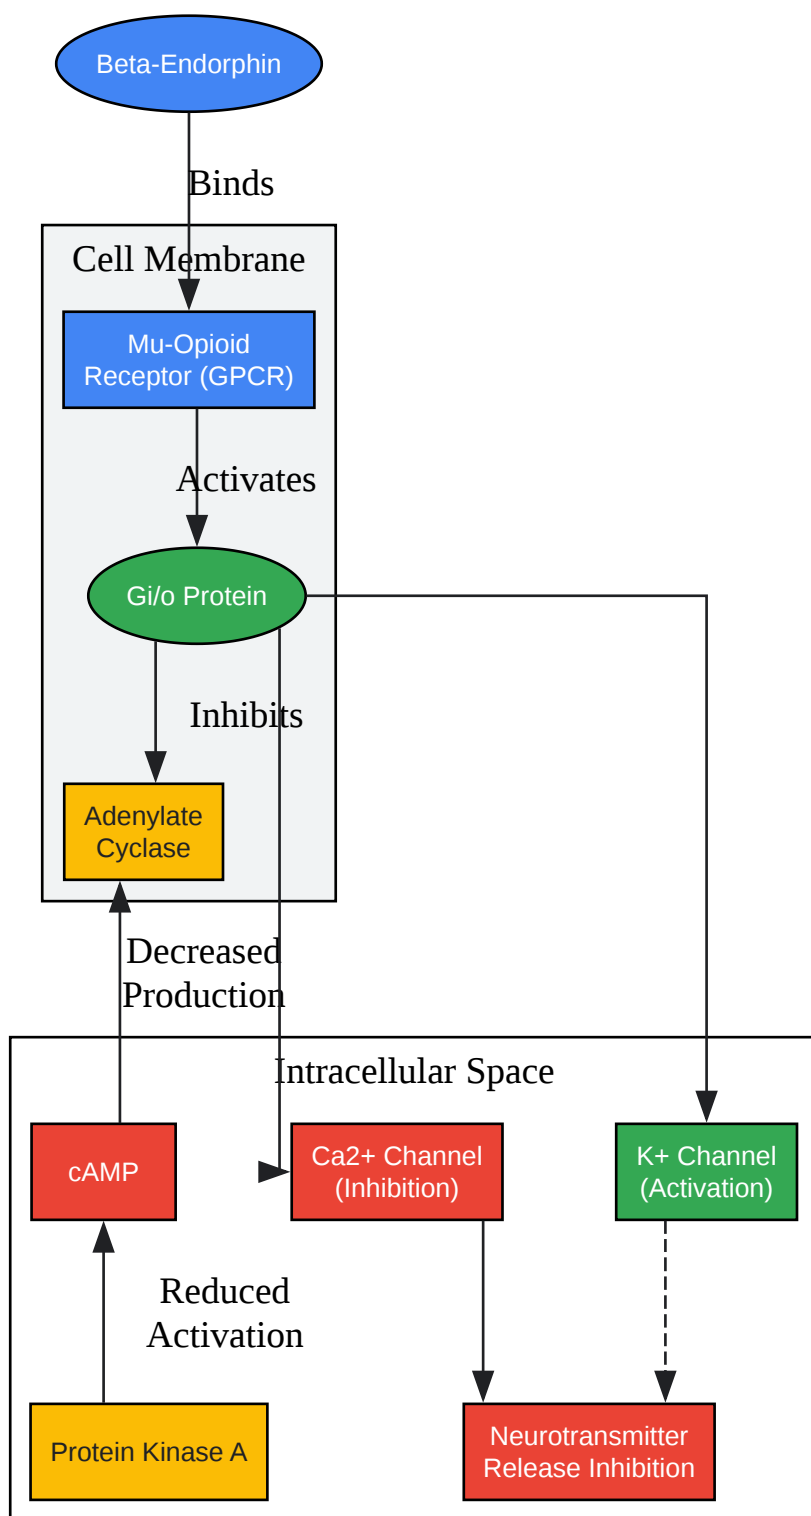 Beta-Endorphin
Binds
Cell Membrane
Mu-Opioid
Receptor (GPCR)
Activates
Gi/o Protein
Inhibits
Adenylate
Cyclase
Decreased
Production
Intracellular Space
cAMP
Ca2+ Channel
(Inhibition)
K+ Channel
(Activation)
Reduced
Activation
Protein Kinase A
Neurotransmitter
Release Inhibition